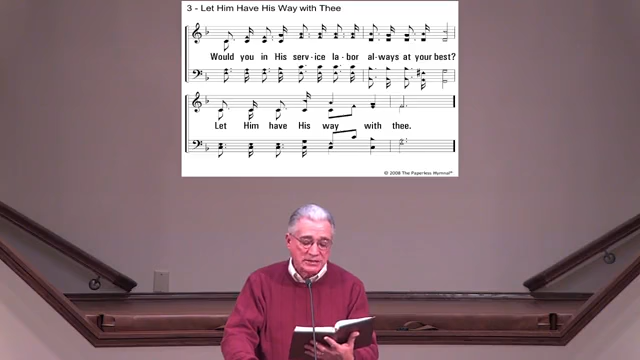 3 - Let Him Have His Way with Thee
Would you in His serv-ice la-bor al-ways at your best?
Let Him have His way with thee.
© 2008 The Paperless Hymnal®